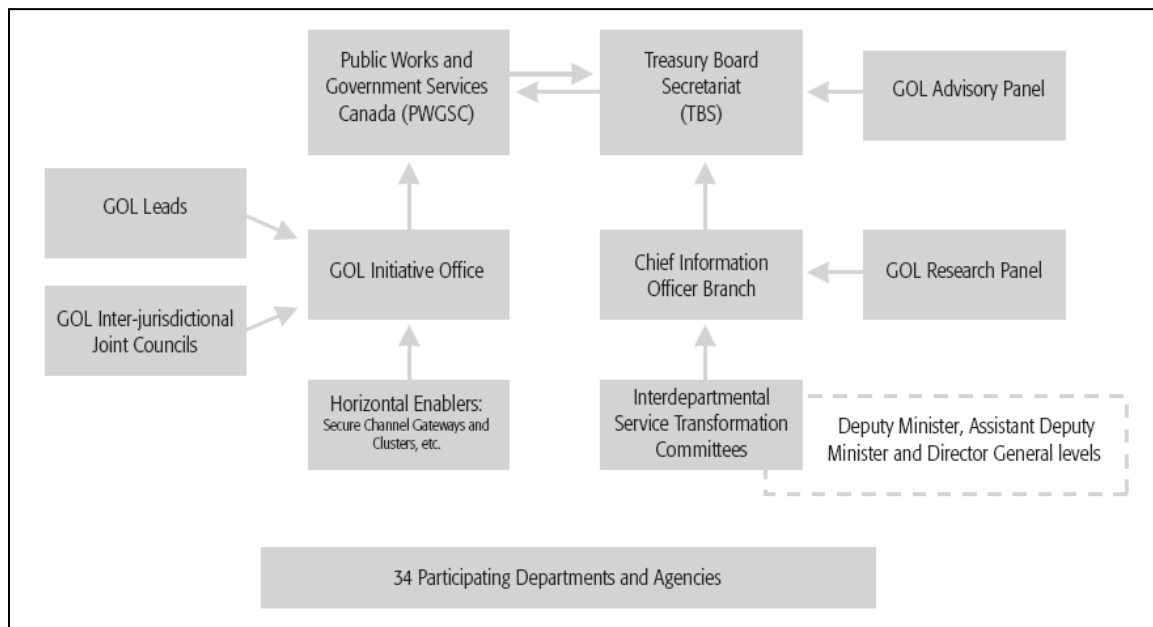 Public Works and
Government Services
Canada (PWGSC)
Treasury Board
Secretariat
(TBS)
GOL Advisory Panel
GOL Leads
GOL Initiative Office
Chief Information
Officer Branch
GOL Research Panel
GOL Inter-jurisdictional
Joint Councils
Horizontal Enablers:
Secure Channel Gateways and
Clusters, etc.
Interdepartmental
Service Transformation
Committees
Deputy Minister, Assistant Deputy
Minister and Director General levels
34 Participating Departments and Agencies